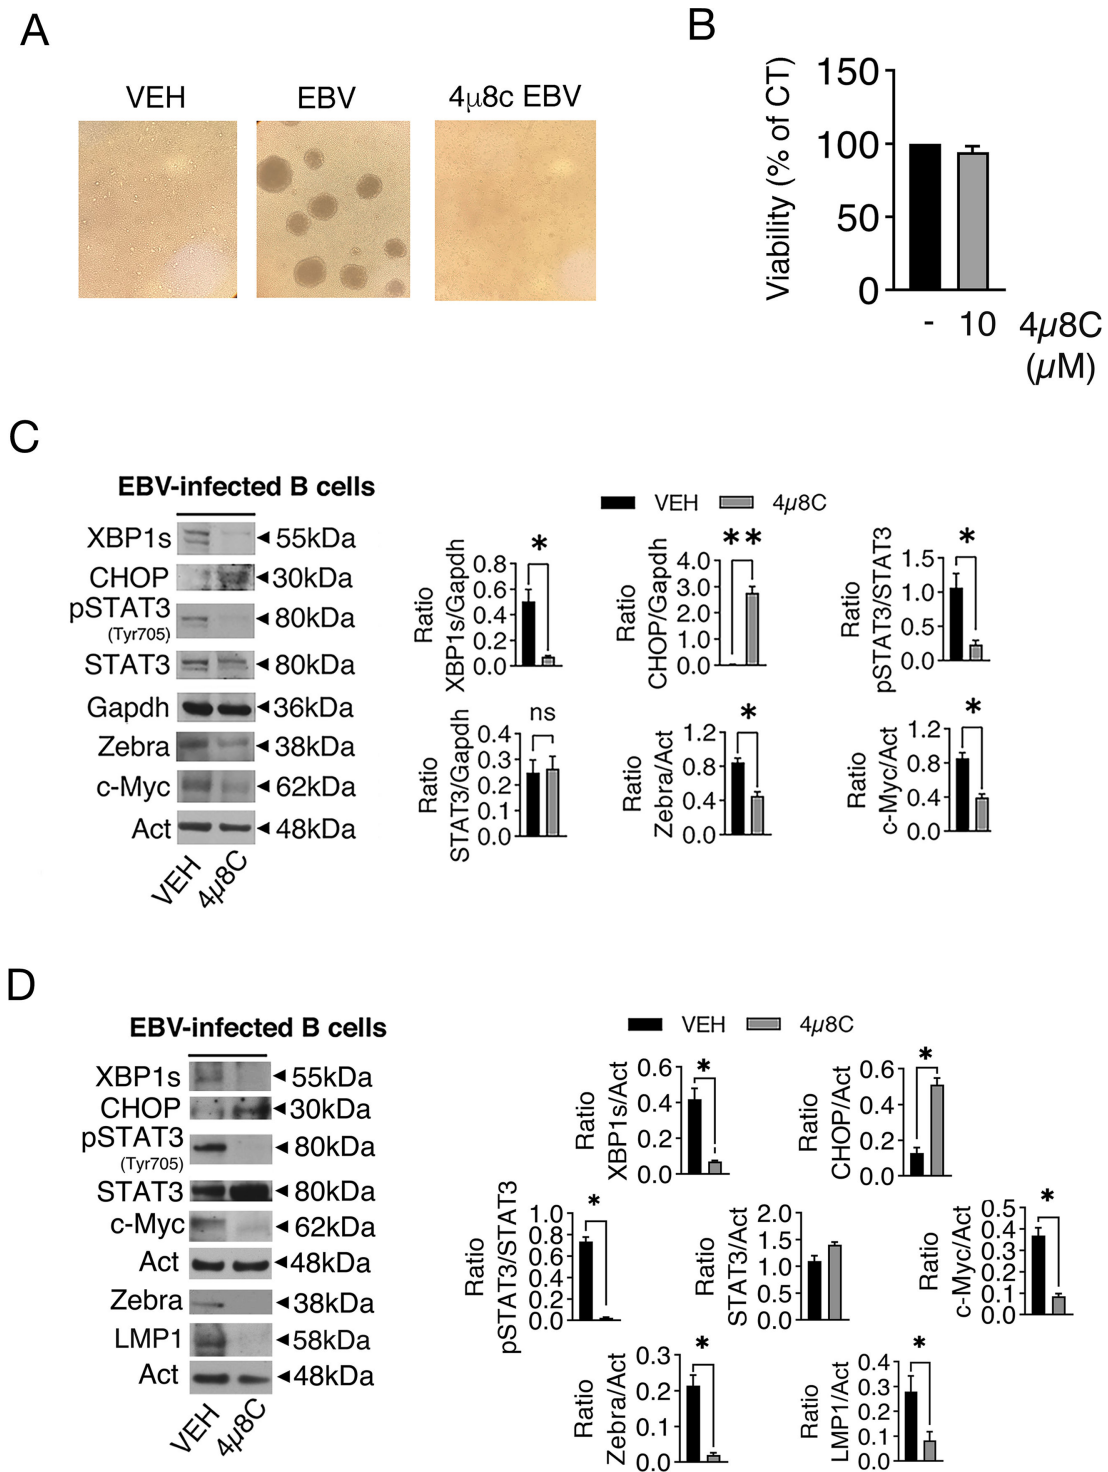 A
VEH
EBV
4µ8c EBV
B
Viability (% of CT)
150
100
50
0
-
10
4µ8C
(µM)
C
EBV-infected B cells
XBP1s
55kDa
CHOP
30kDa
pSTAT3
(Tyr705)
80kDa
STAT3
80kDa
Gapdh
36kDa
Zebra
38kDa
c-Myc
62kDa
Act
48kDa
VEH
4µ8C
VEH
4µ8C
Ratio
XBP1s/Gapdh
0.8
0.6
0.4
0.2
0.0
*
Ratio
CHOP/Gapdh
4.0
3.0
2.0
1.0
0.0
**
Ratio
pSTAT3/STAT3
1.5
1.0
0.5
0.0
*
Ratio
STAT3/Gapdh
0.4
0.3
0.2
0.1
0.0
ns
Ratio
Zebra/Act
1.2
0.8
0.4
0.0
*
Ratio
c-Myc/Act
1.2
0.8
0.4
0.0
*
D
EBV-infected B cells
XBP1s
55kDa
CHOP
30kDa
pSTAT3
(Tyr705)
80kDa
STAT3
80kDa
c-Myc
62kDa
Act
48kDa
Zebra
38kDa
LMP1
58kDa
Act
48kDa
VEH
4µ8C
VEH
4µ8C
Ratio
XBP1s/Act
0.6
0.4
0.2
0.0
*
Ratio
CHOP/Act
0.6
0.4
0.2
0.0
*
Ratio
pSTAT3/STAT3
1.0
0.8
0.6
0.4
0.2
0.0
*
Ratio
STAT3/Act
2.0
1.5
1.0
0.5
0.0
Ratio
c-Myc/Act
0.5
0.4
0.3
0.2
0.1
0.0
*
Ratio
Zebra/Act
0.3
0.2
0.1
0.0
*
Ratio
LMP1/Act
0.4
0.3
0.2
0.1
0.0
*